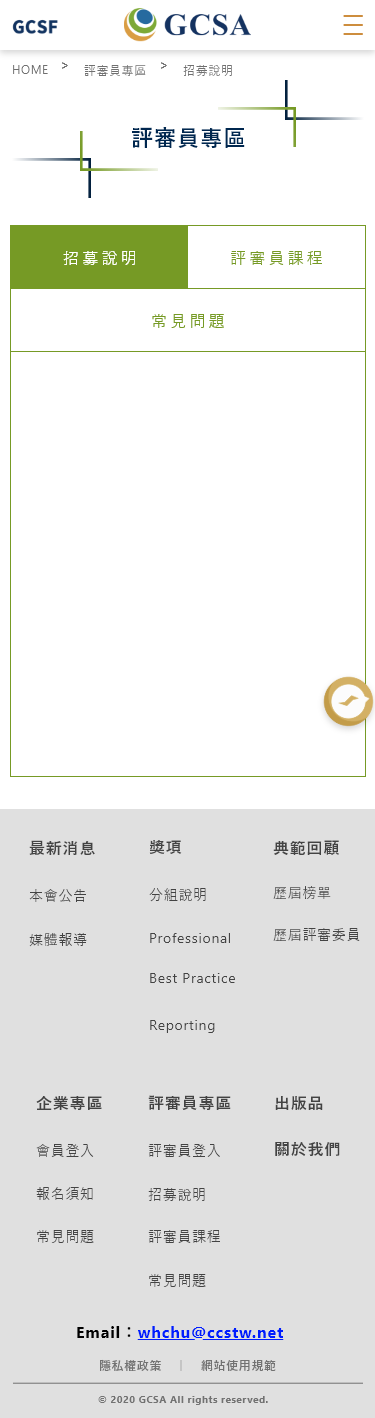 GCSF GCSA
HOME > 評審員專區 > 招募說明
評審員專區
招募說明 評審員課程
常見問題
最新消息 獎項 典範回顧
本會公告 分組說明 歷屆榜單
媒體報導 Professional 歷屆評審委員
Best Practice
Reporting
企業專區 評審員專區 出版品
會員登入 評審員登入 關於我們
報名須知 招募說明
常見問題 評審員課程
常見問題
Email：whchu@ccstw.net
隱私權政策 | 網站使用規範
© 2020 GCSA All rights reserved.